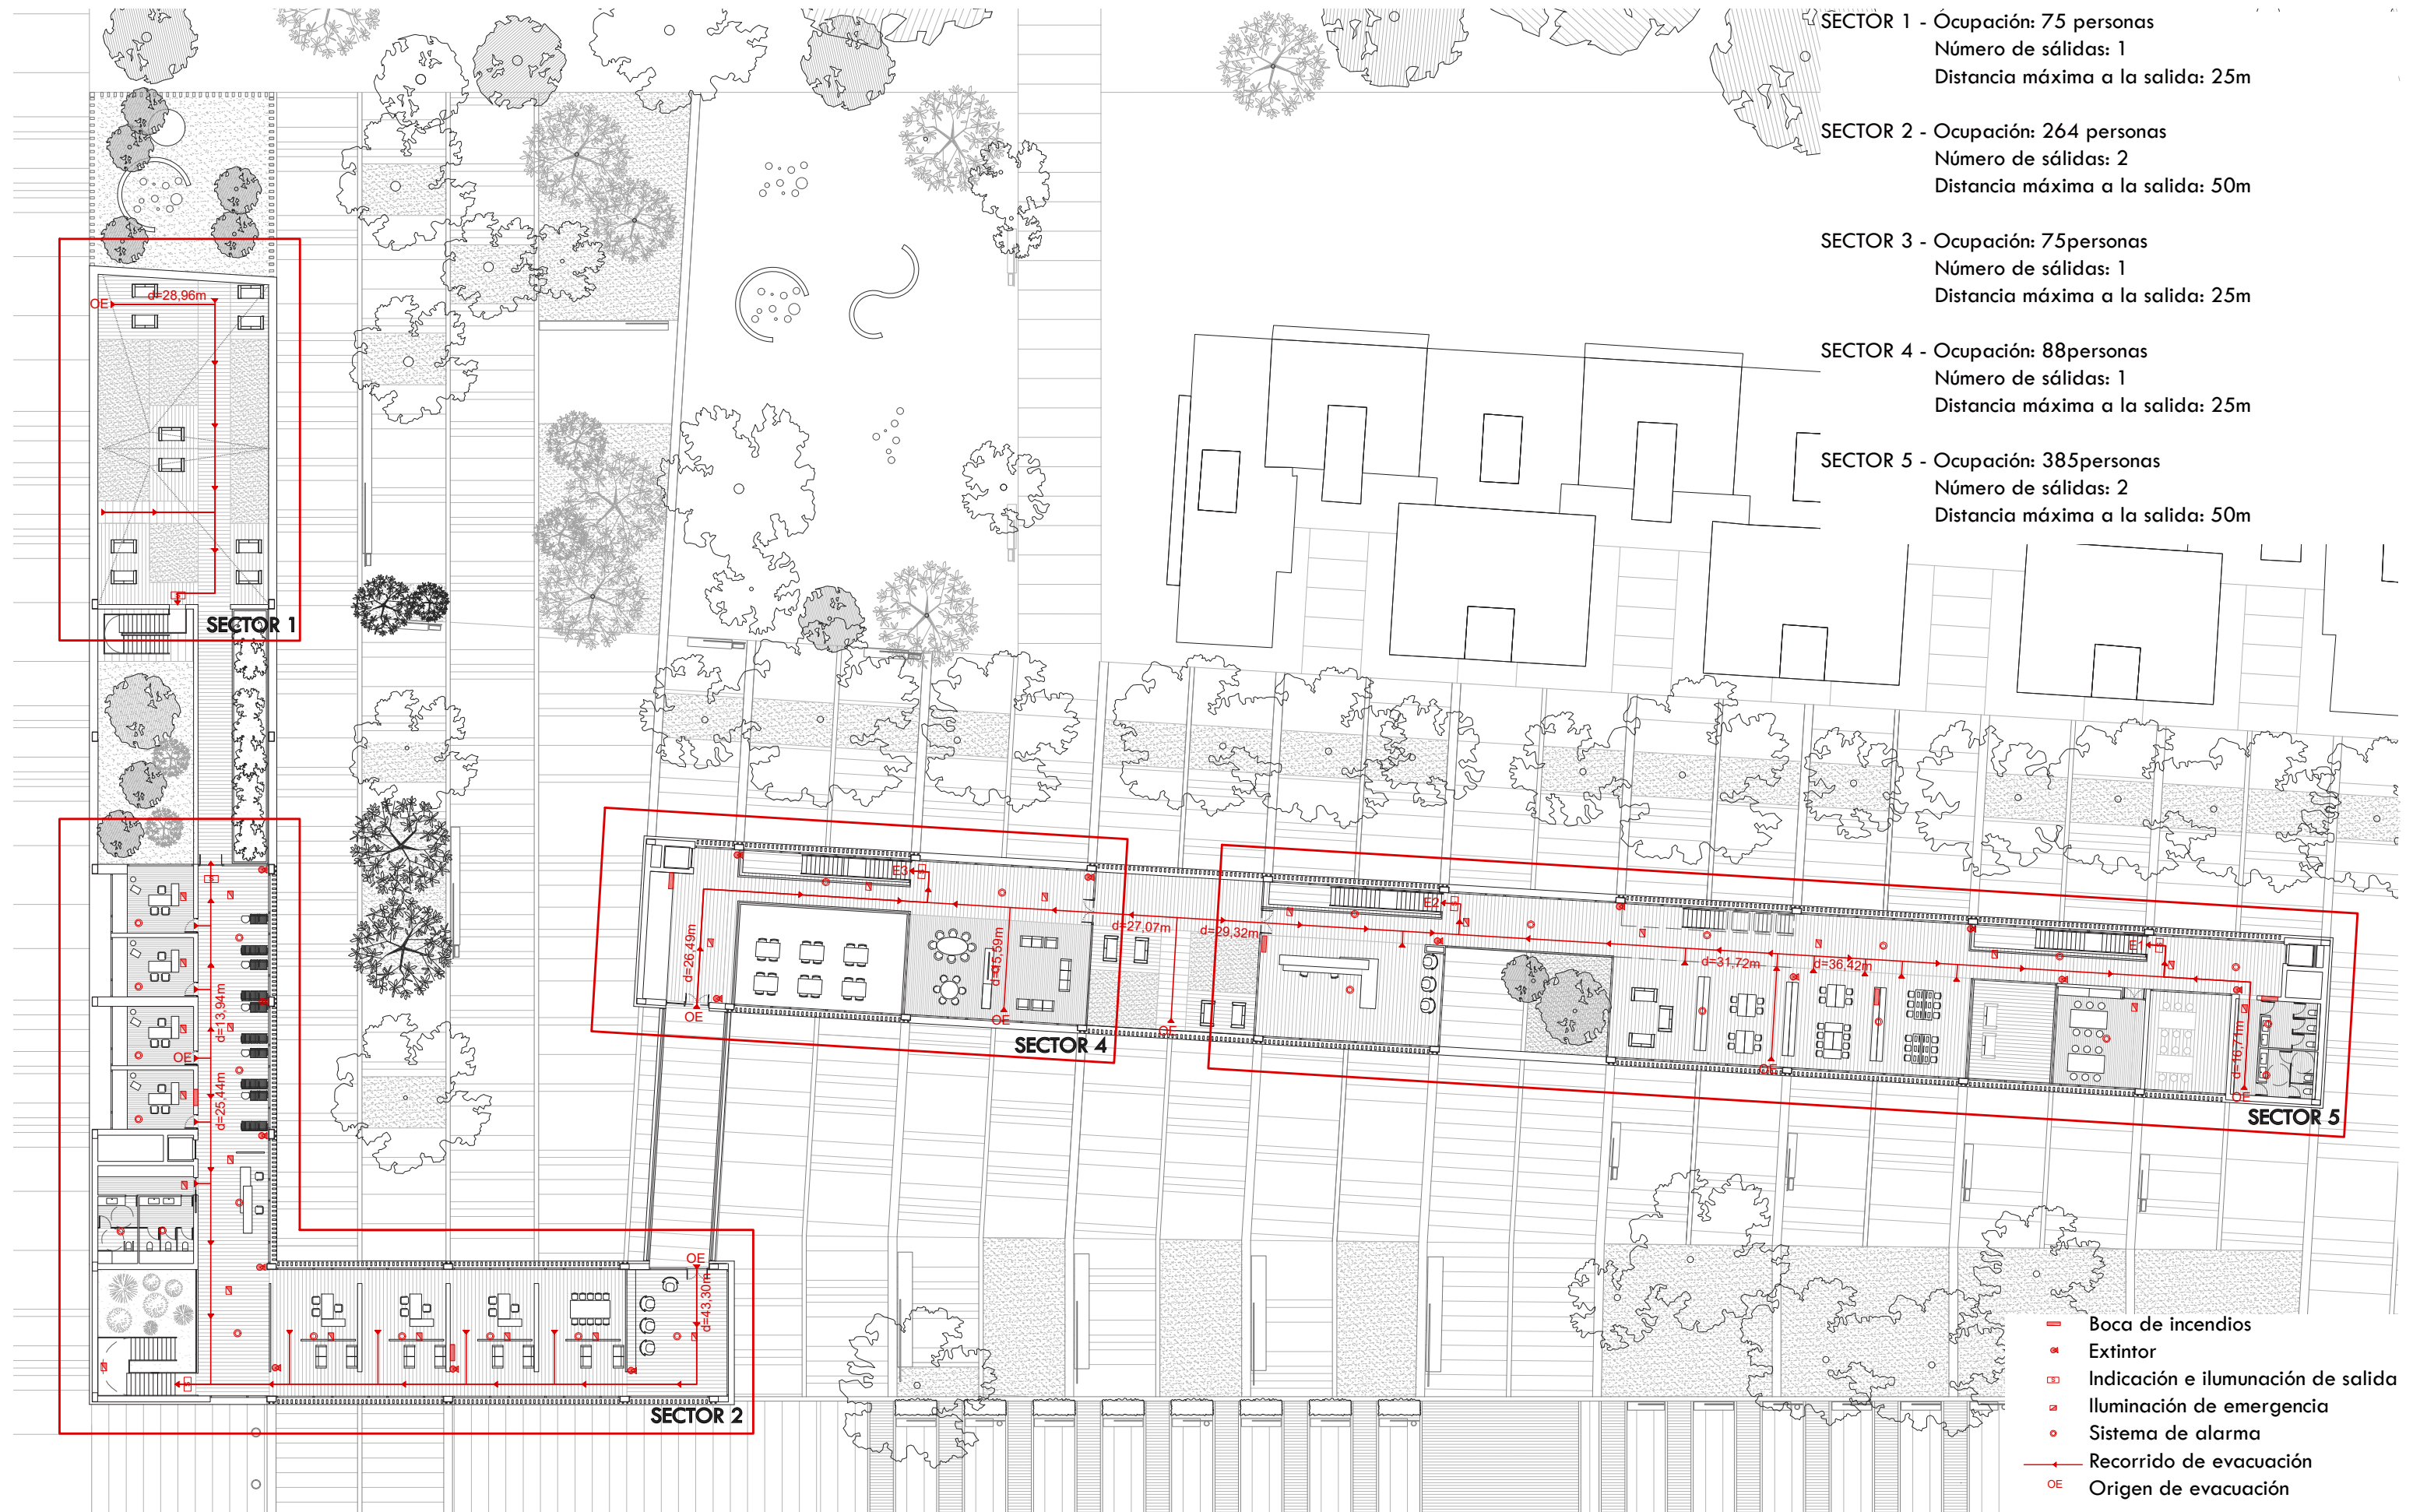 SECTOR 1 - Ocupación: 75 personas
Número de sálidas: 1
Distancia máxima a la salida: 25m
SECTOR 2 - Ocupación: 264 personas
Número de sálidas: 2
Distancia máxima a la salida: 50m
SECTOR 3 - Ocupación: 75personas
Número de sálidas: 1
Distancia máxima a la salida: 25m
SECTOR 4 - Ocupación: 88personas
Número de sálidas: 1
Distancia máxima a la salida: 25m
SECTOR 5 - Ocupación: 385personas
Número de sálidas: 2
Distancia máxima a la salida: 50m
OE
d=28,96m
SECTOR 1
d=13,94m
OE
d=25,44m
OE
d=43,30m
SECTOR 2
E3
d=26,49m
OE
d=15,59m
OE
SECTOR 4
d=27,07m
OE
d=29,32m
E2
d=31,72m
d=36,42m
OE
E1
d=16,71m
OE
SECTOR 5
Boca de incendios
Extintor
S
Indicación e ilumunación de salida
Iluminación de emergencia
Sistema de alarma
Recorrido de evacuación
OE
Origen de evacuación